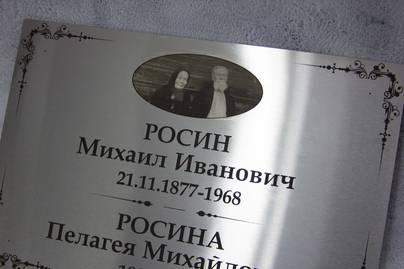 РОСИН
Михаил Иванович
21.11.1877-1968
РОСИНА
Пелагея